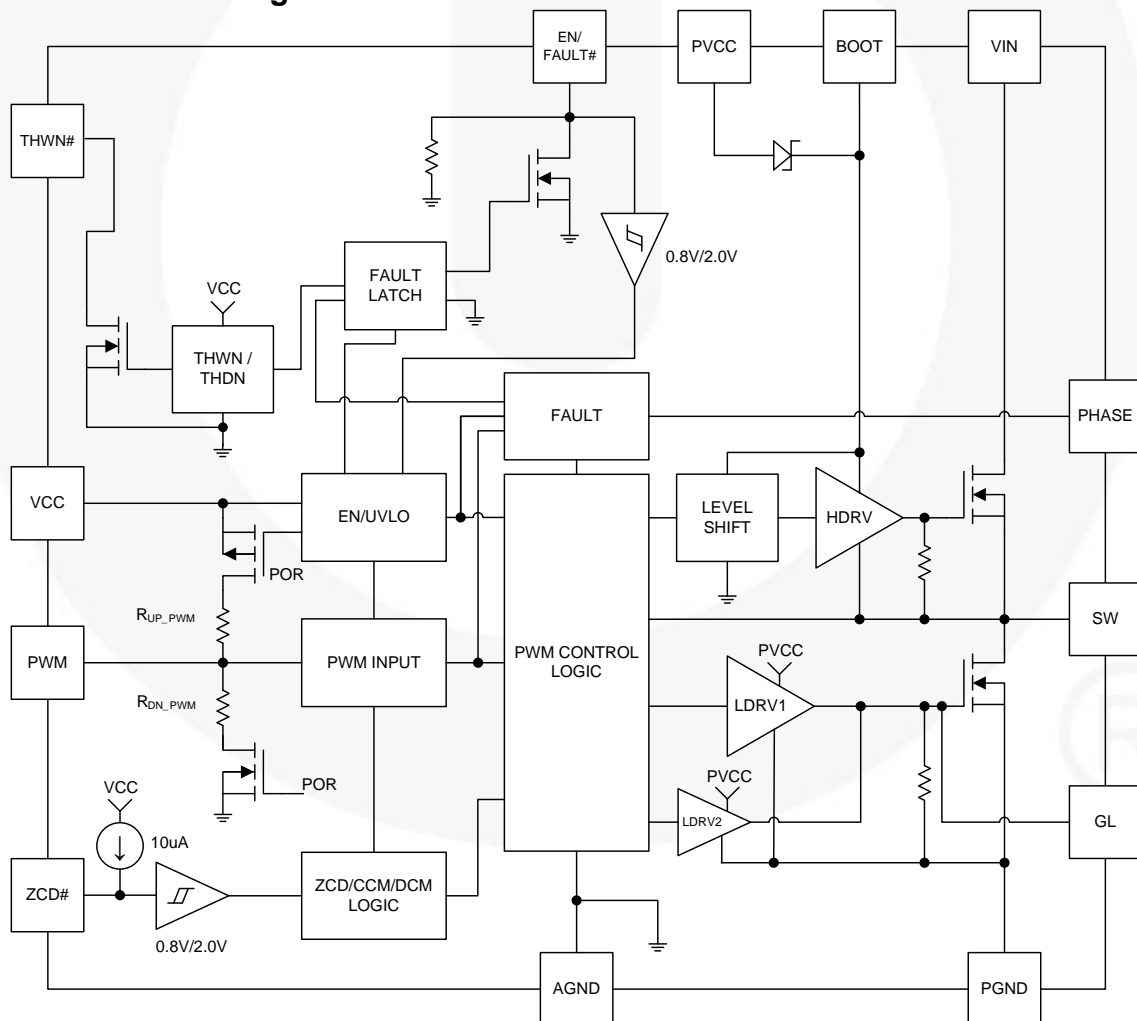 EN/
FAULT#
PVCC
BOOT
VIN
THWN#
0.8V/2.0V
FAULT
LATCH
VCC
THWN /
THDN
FAULT
PHASE
VCC
EN/UVLO
LEVEL
SHIFT
HDRV
POR
RUP_PWM
SW
PWM
PWM INPUT
PWM CONTROL
LOGIC
PVCC
LDRV1
RDN_PWM
POR
PVCC
LDRV2
GL
VCC
10uA
ZCD#
ZCD/CCM/DCM
LOGIC
0.8V/2.0V
AGND
PGND
R